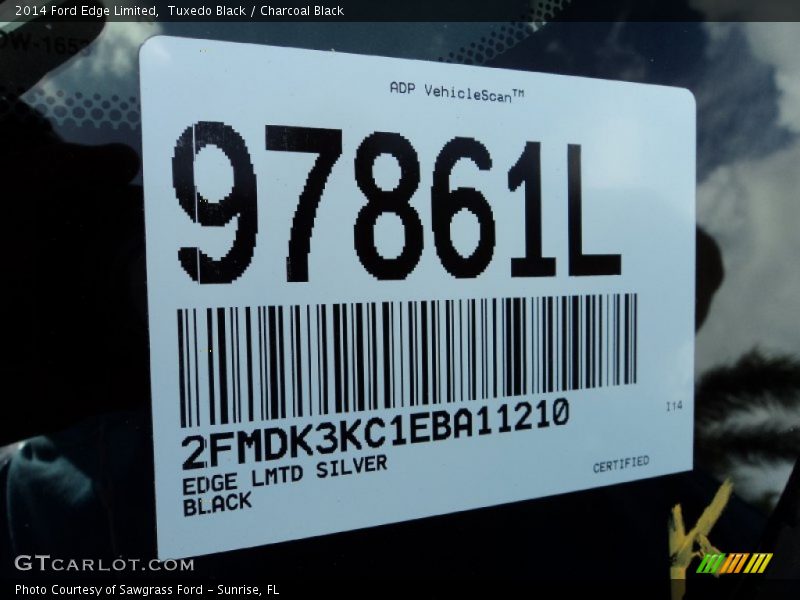 2014 Ford Edge Limited,  Tuxedo Black / Charcoal Black
ADP VehicleScan™
97861L
2FMDK3KC1EBA11210
I14
EDGE LMTD SILVER
CERTIFIED
BLACK
GTCARLOT.COM
Photo Courtesy of Sawgrass Ford – Sunrise, FL